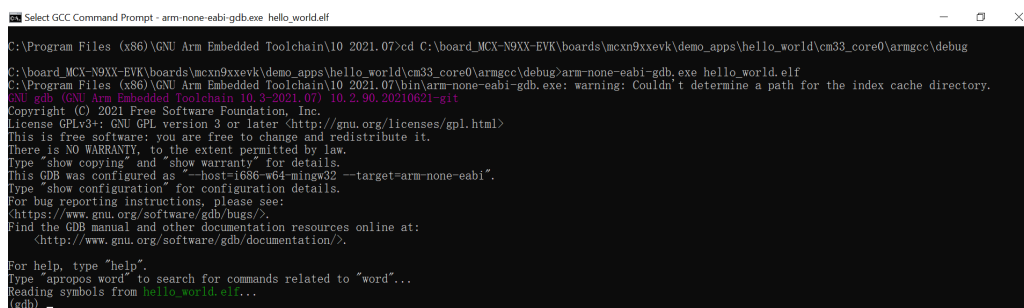 Select GCC Command Prompt - arm-none-eabi-gdb.exe hello_world.elf
C:\Program Files (x86)\GNU Arm Embedded Toolchain\10 2021.07>cd C:\board_MCX-N9XX-EVK\boards\mcxn9xxevk\demo_apps\hello_world\cm33_core0\armgcc\debug
C:\board_MCX-N9XX-EVK\boards\mcxn9xxevk\demo_apps\hello_world\cm33_core0\armgcc\debug>arm-none-eabi-gdb.exe hello_world.elf
C:\Program Files (x86)\GNU Arm Embedded Toolchain\10 2021.07\bin\arm-none-eabi-gdb.exe: warning: Couldn't determine a path for the index cache directory.
GNU gdb (GNU Arm Embedded Toolchain 10.3-2021.07) 10.2.90.20210621-git
Copyright (C) 2021 Free Software Foundation, Inc.
License GPLv3+: GNU GPL version 3 or later <http://gnu.org/licenses/gpl.html>
This is free software: you are free to change and redistribute it.
There is NO WARRANTY, to the extent permitted by law.
Type "show copying" and "show warranty" for details.
This GDB was configured as "--host=i686-w64-mingw32 --target=arm-none-eabi".
Type "show configuration" for configuration details.
For bug reporting instructions, please see:
<https://www.gnu.org/software/gdb/bugs/>.
Find the GDB manual and other documentation resources online at:
<http://www.gnu.org/software/gdb/documentation/>.
For help, type "help".
Type "apropos word" to search for commands related to "word"...
Reading symbols from hello_world.elf...
(gdb) _